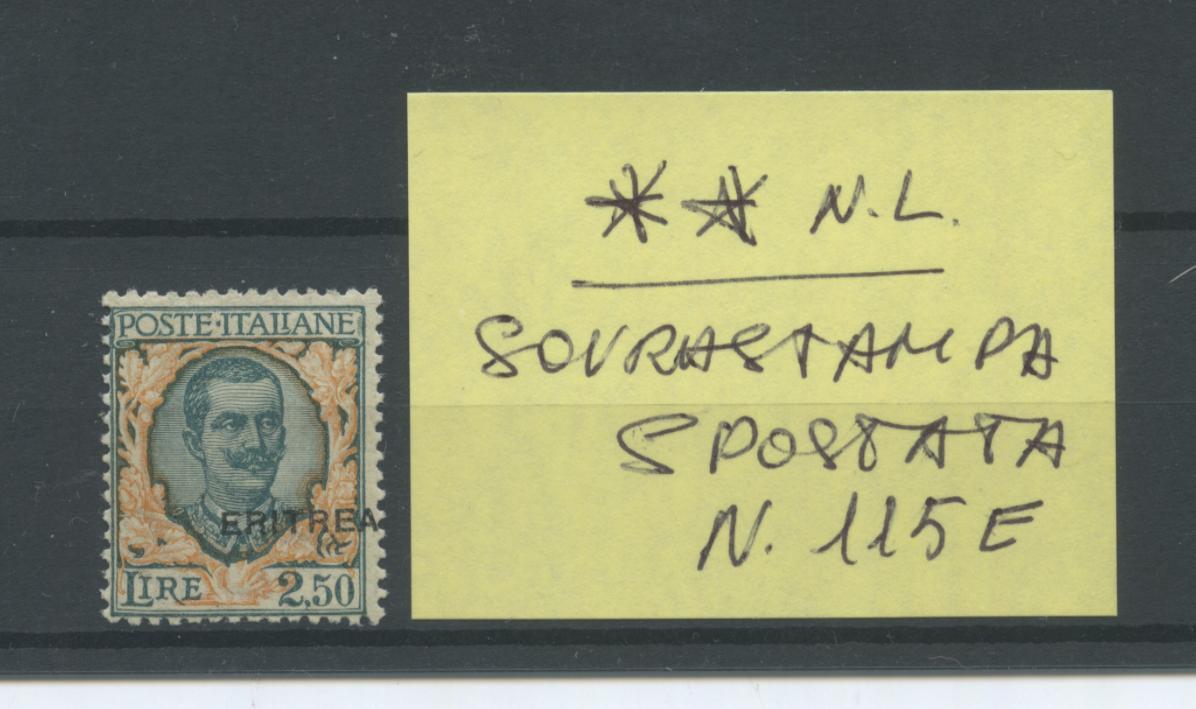 POSTE·ITALIANE
ERITREA
LIRE 2,50
** N.L.
SOVRASTAMPA
SPOSTATA
N. 115E